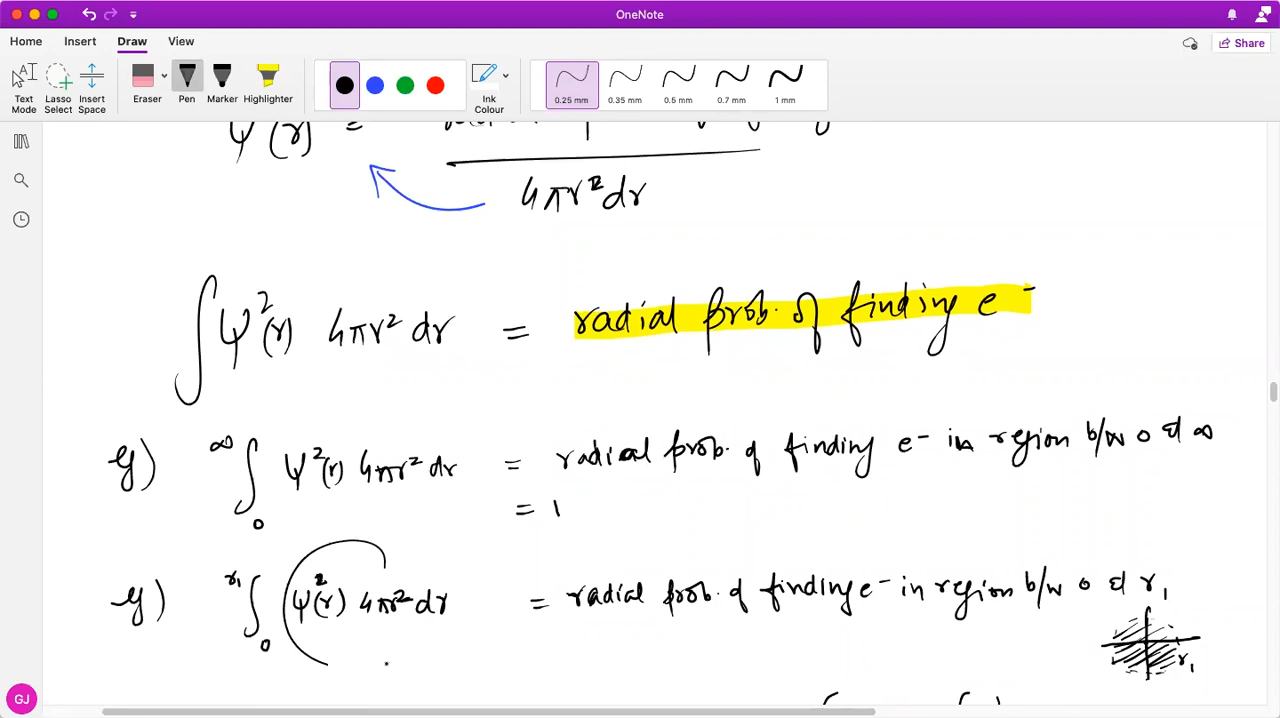 OneNote
Home Insert Draw View
Share
Text Mode
Lasso Select
Insert Space
Eraser
Pen
Marker
Highlighter
Ink Colour
0.25 mm
0.35 mm
0.5 mm
0.7 mm
1 mm
ψ(r) =
4πr²dr
∫ψ²(r) 4πr² dr = radial prob. of finding e⁻
eg) ∞∫0 ψ²(r) 4πr² dr = radial prob. of finding e⁻ in region b/w 0 & ∞
= 1
eg) r₁∫0 ψ²(r) 4πr² dr = radial prob. of finding e⁻ in region b/w 0 & r₁
r₁
GJ